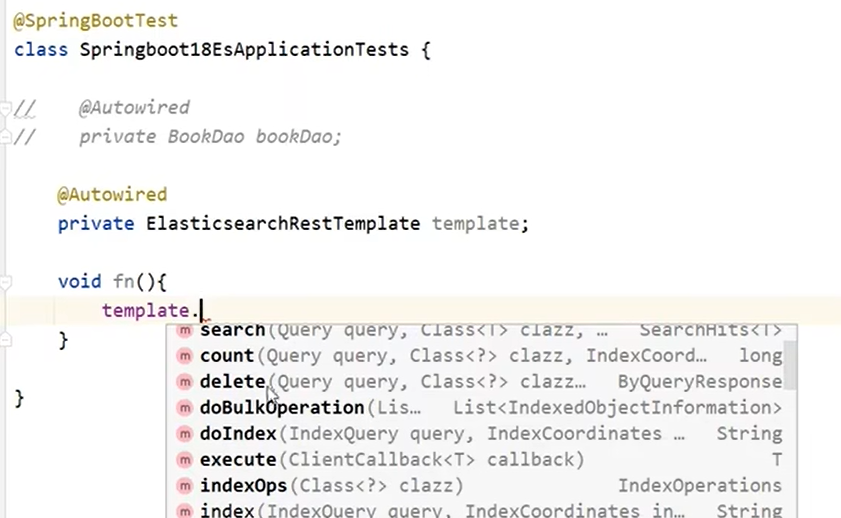 @SpringBootTest
class Springboot18EsApplicationTests {
//    @Autowired
//    private BookDao bookDao;
@Autowired
private ElasticsearchRestTemplate template;
void fn(){
template.
search(Query query, Class<T> clazz, … SearchHits<T>
count(Query query, Class<?> clazz, IndexCoord… long
delete(Query query, Class<?> clazz… ByQueryResponse
doBulkOperation(Lis… List<IndexedObjectInformation>
doIndex(IndexQuery query, IndexCoordinates … String
execute(ClientCallback<T> callback) T
indexOps(Class<?> clazz) IndexOperations
index(IndexQuery query, IndexCoordinates in… String
}
}